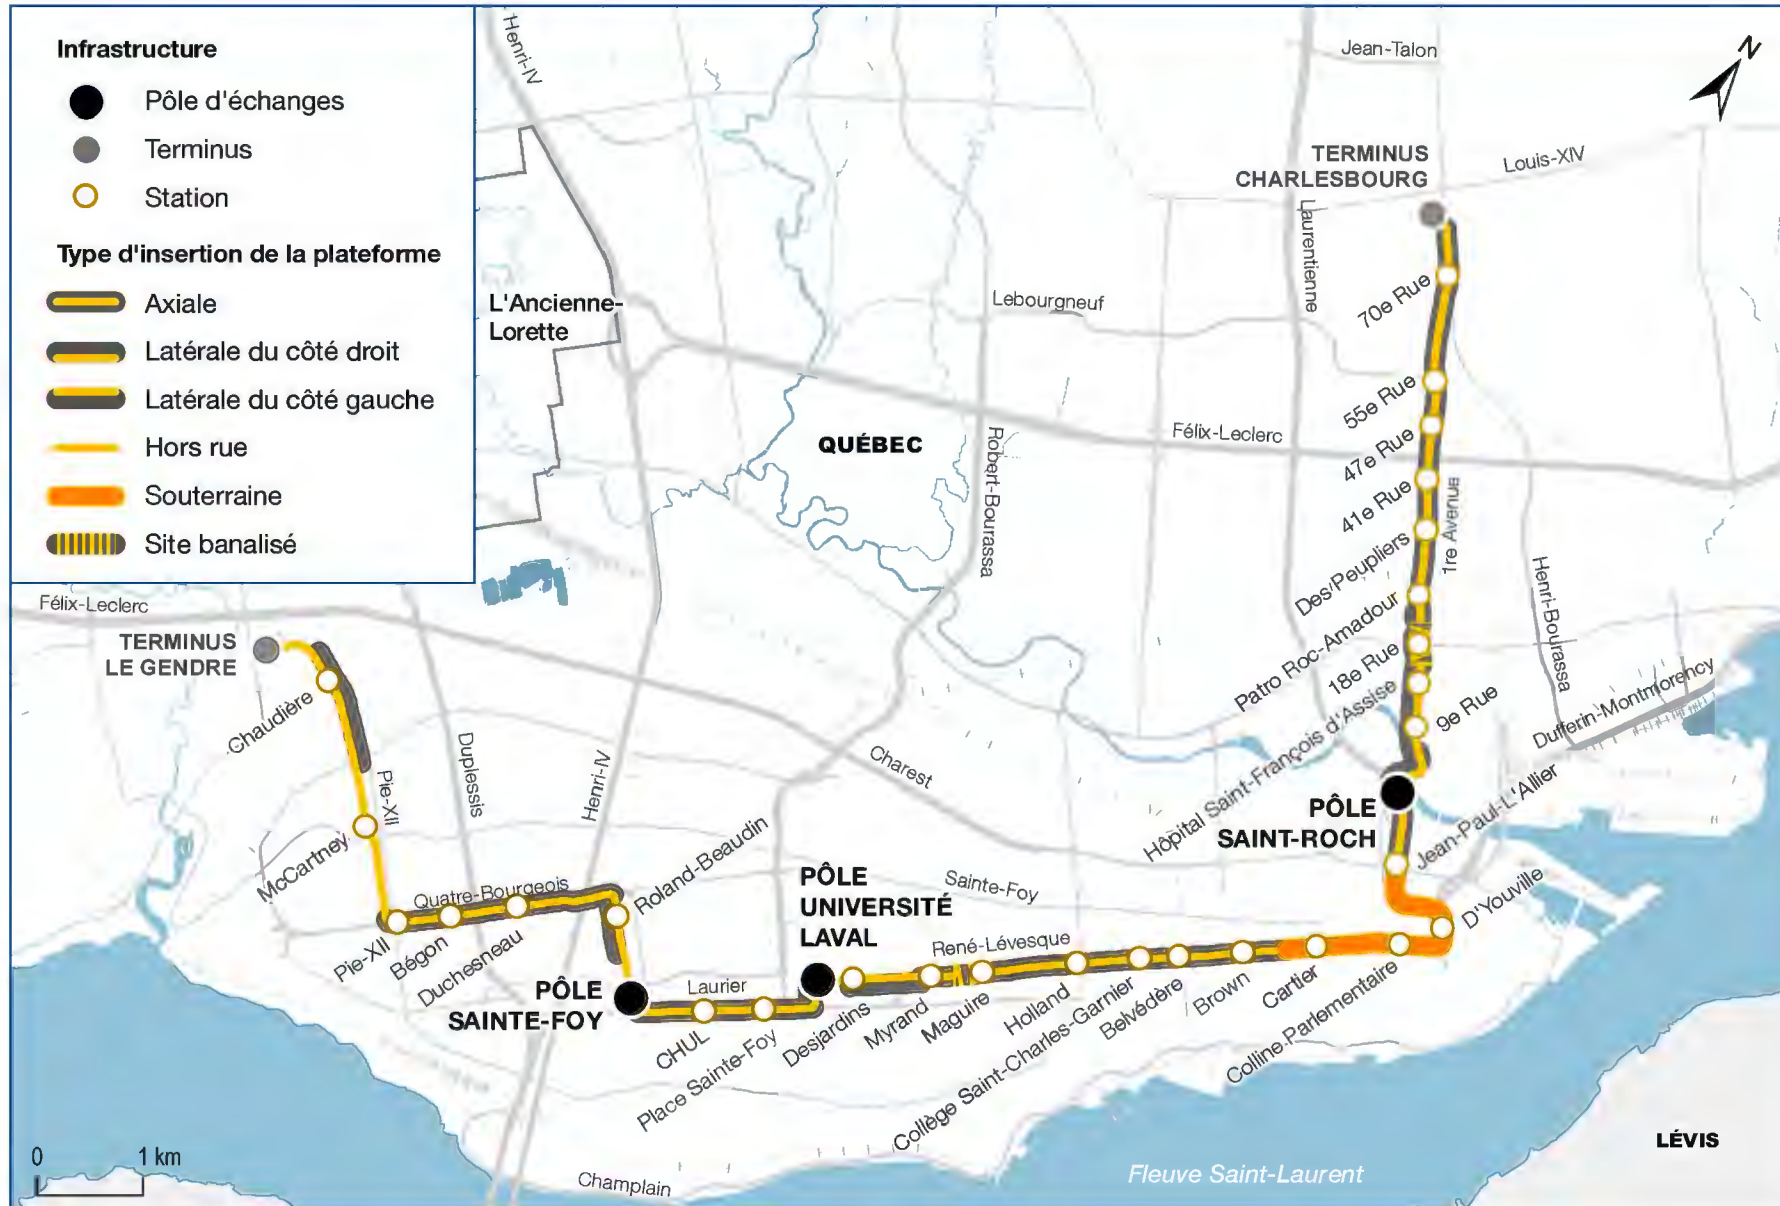 Infrastructure
Pôle d'échanges
Terminus
Station
Type d'insertion de la plateforme
Axiale
Latérale du côté droit
Latérale du côté gauche
Hors rue
Souterraine
Site banalisé
Henri-IV
Jean-Talon
N
TERMINUS
CHARLESBOURG
Louis-XIV
Laurentienne
L'Ancienne-
Lorette
Lebourgneuf
70e Rue
55e Rue
QUÉBEC
Félix-Leclerc
47e Rue
Robert-Bourassa
41e Rue
1re Avenue
Des Peupliers
Henri-Bourassa
Félix-Leclerc
TERMINUS
LE GENDRE
Patro Roc-Amadour
18e Rue
Hôpital Saint-François d'Assise
9e Rue
Dufferin-Montmorency
Chaudière
Pie-XII
Duplessis
Henri-IV
Charest
PÔLE
SAINT-ROCH
Jean-Paul-L'Allier
McCartney
Quatre-Bourgeois
Roland-Beaudin
PÔLE
UNIVERSITÉ
LAVAL
Sainte-Foy
D'Youville
René-Lévesque
Pie-XII
Bégon
Duchesneau
PÔLE
SAINTE-FOY
Laurier
CHUL
Place Sainte-Foy
Desjardins
Myrand
Maguire
Holland
Collège Saint-Charles-Garnier
Belvédère
Brown
Cartier
Colline-Parlementaire
LÉVIS
0 1 km
Champlain
Fleuve Saint-Laurent